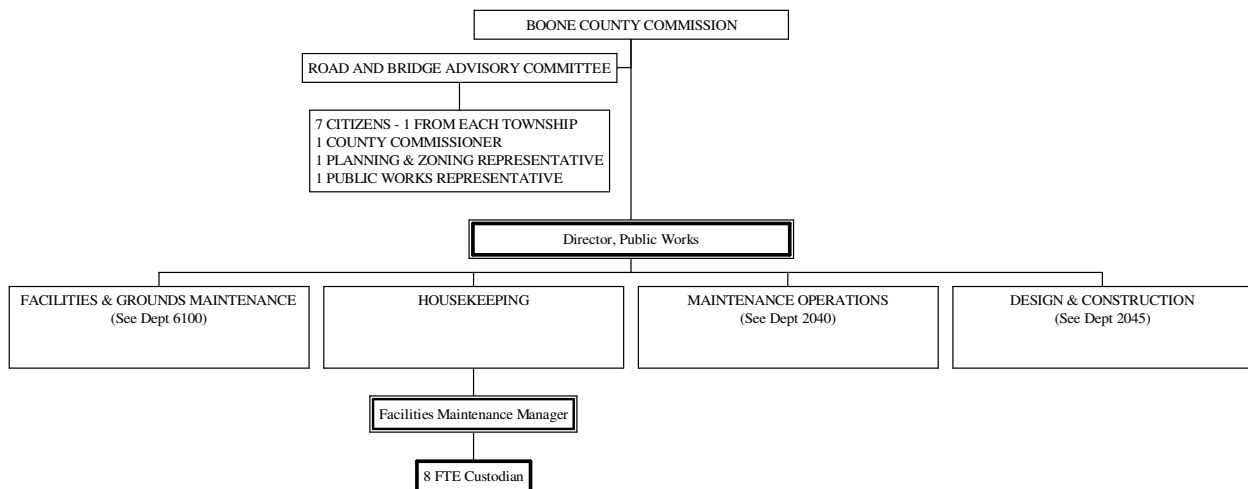 BOONE COUNTY COMMISSION
ROAD AND BRIDGE ADVISORY COMMITTEE
7 CITIZENS - 1 FROM EACH TOWNSHIP
1 COUNTY COMMISSIONER
1 PLANNING & ZONING REPRESENTATIVE
1 PUBLIC WORKS REPRESENTATIVE
Director, Public Works
FACILITIES & GROUNDS MAINTENANCE
(See Dept 6100)
HOUSEKEEPING
MAINTENANCE OPERATIONS
(See Dept 2040)
DESIGN & CONSTRUCTION
(See Dept 2045)
Facilities Maintenance Manager
8 FTE Custodian